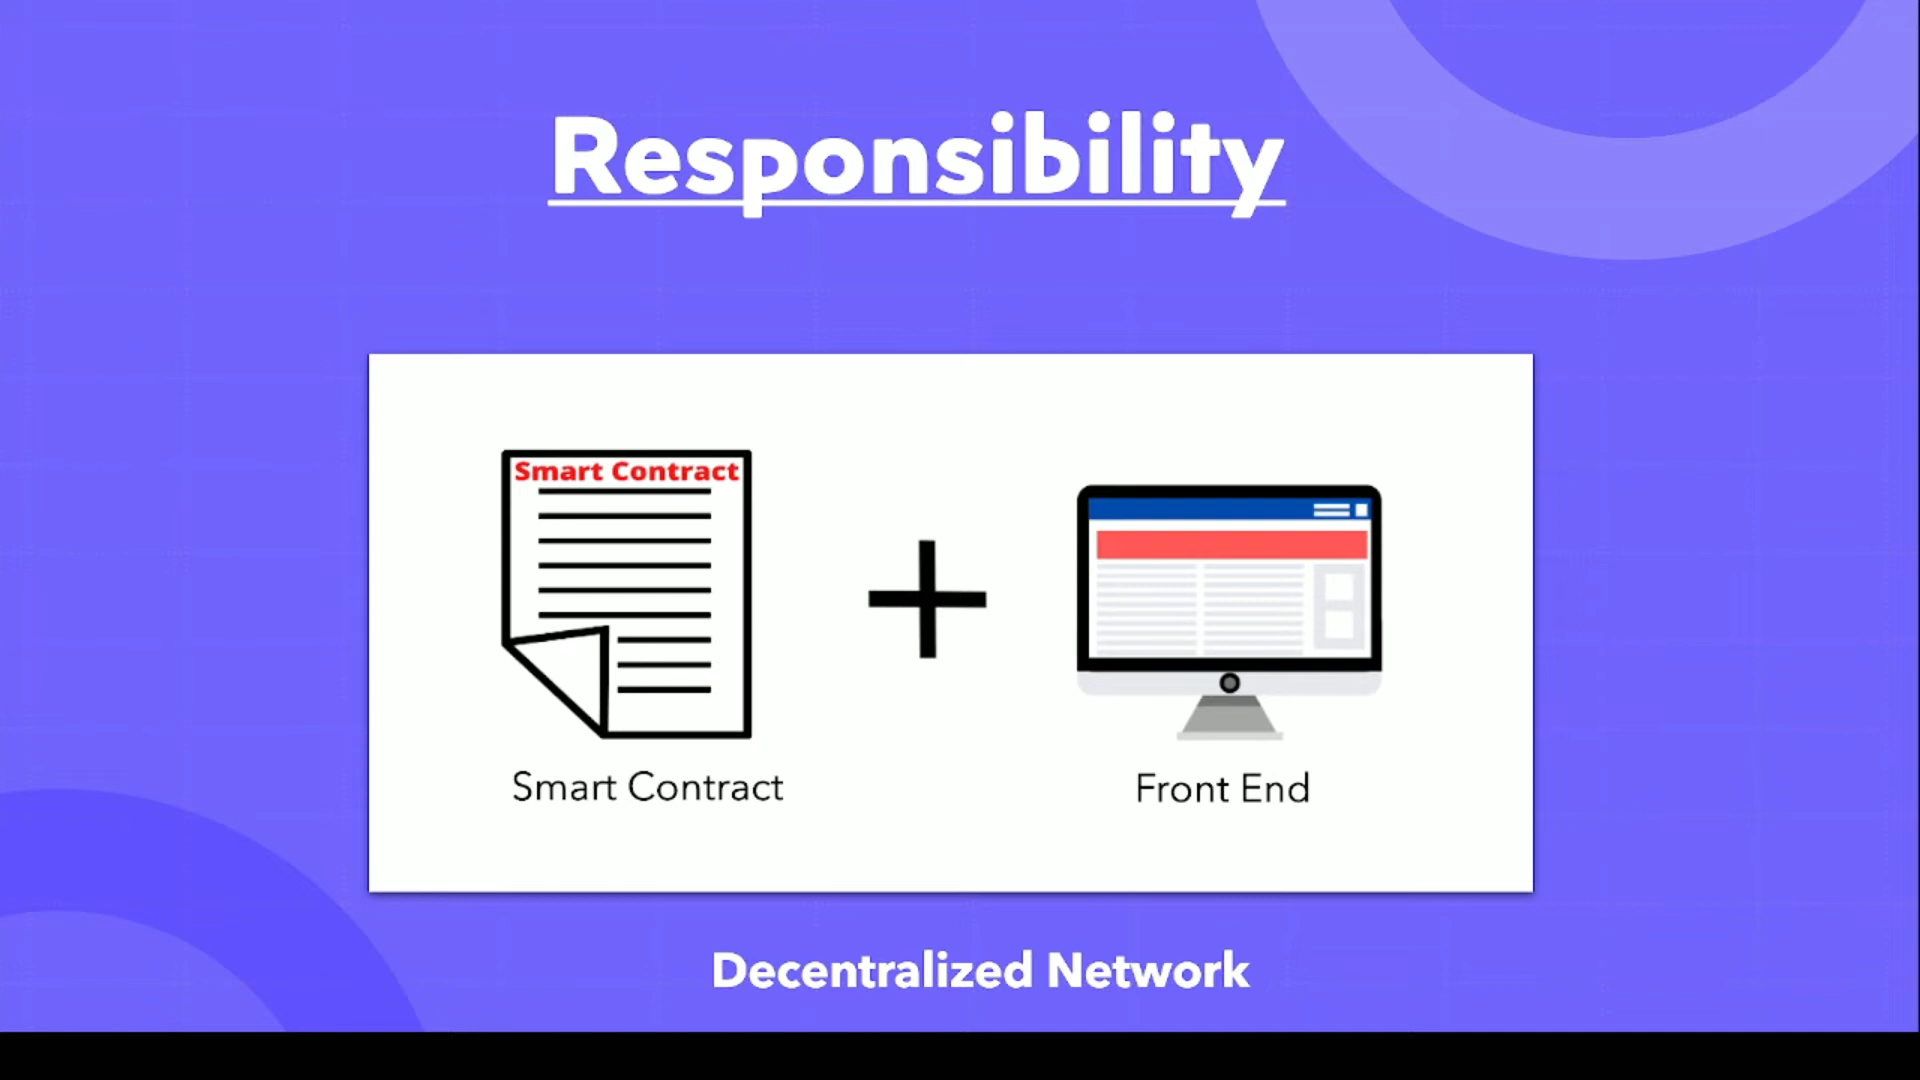 Responsibility
Smart Contract
Smart Contract
Front End
Decentralized Network